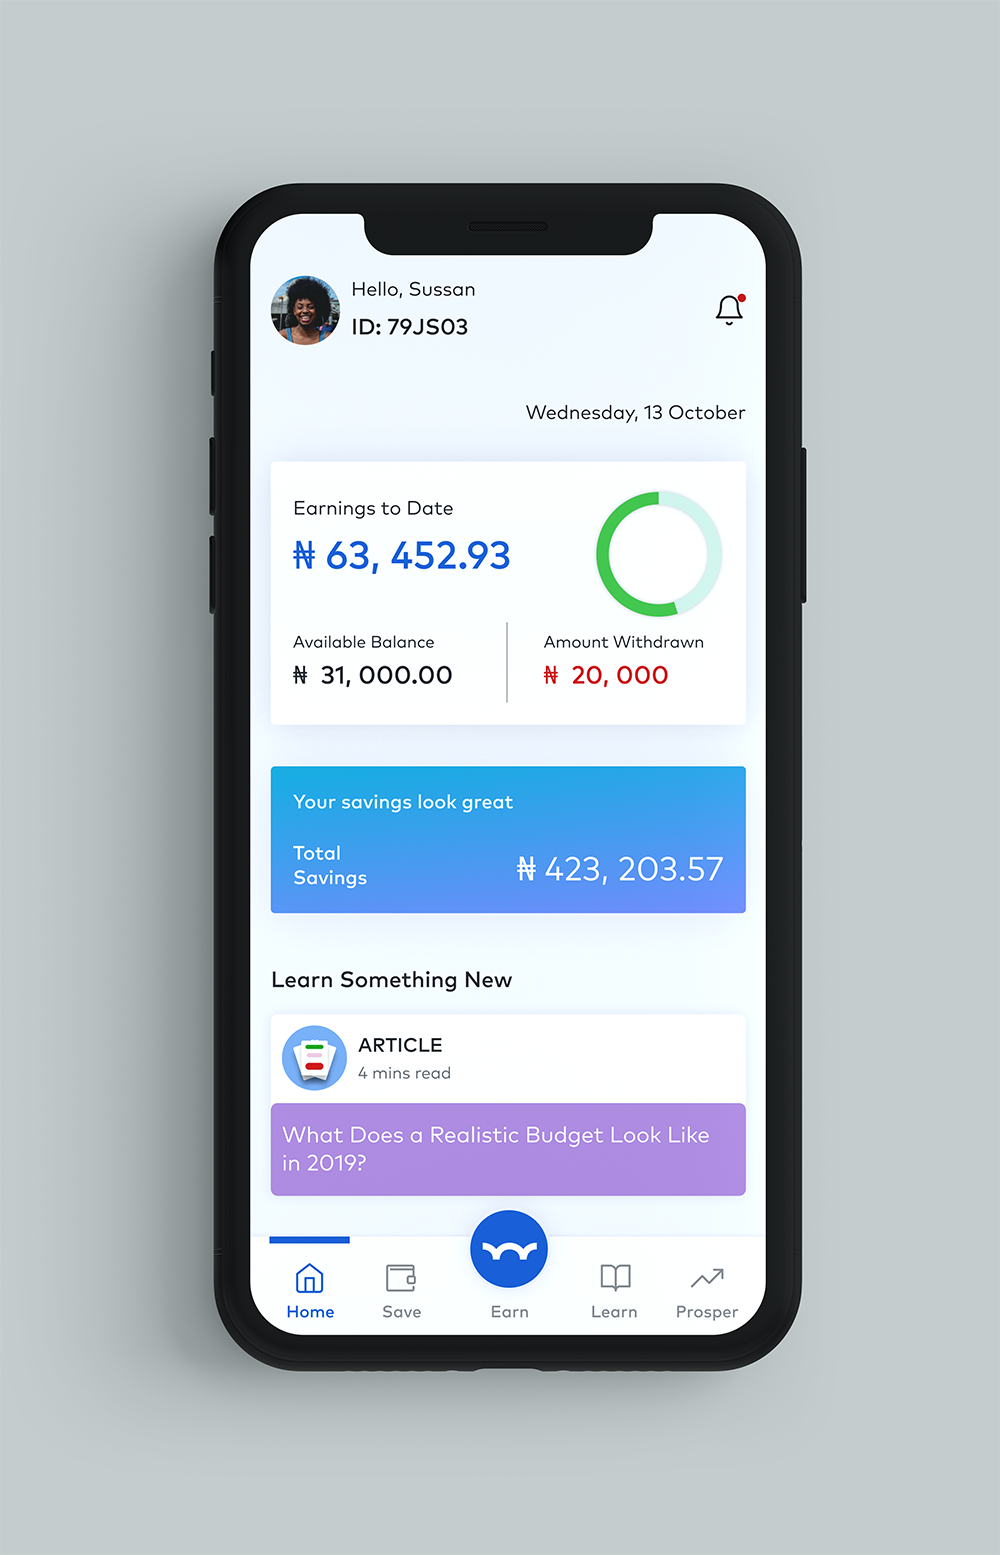 Hello, Sussan
ID: 79JS03
Wednesday, 13 October
Earnings to Date
₦ 63, 452.93
Available Balance
₦ 31, 000.00
Amount Withdrawn
₦ 20, 000
Your savings look great
Total
Savings
₦ 423, 203.57
Learn Something New
ARTICLE
4 mins read
What Does a Realistic Budget Look Like
in 2019?
Home
Save
Earn
Learn
Prosper